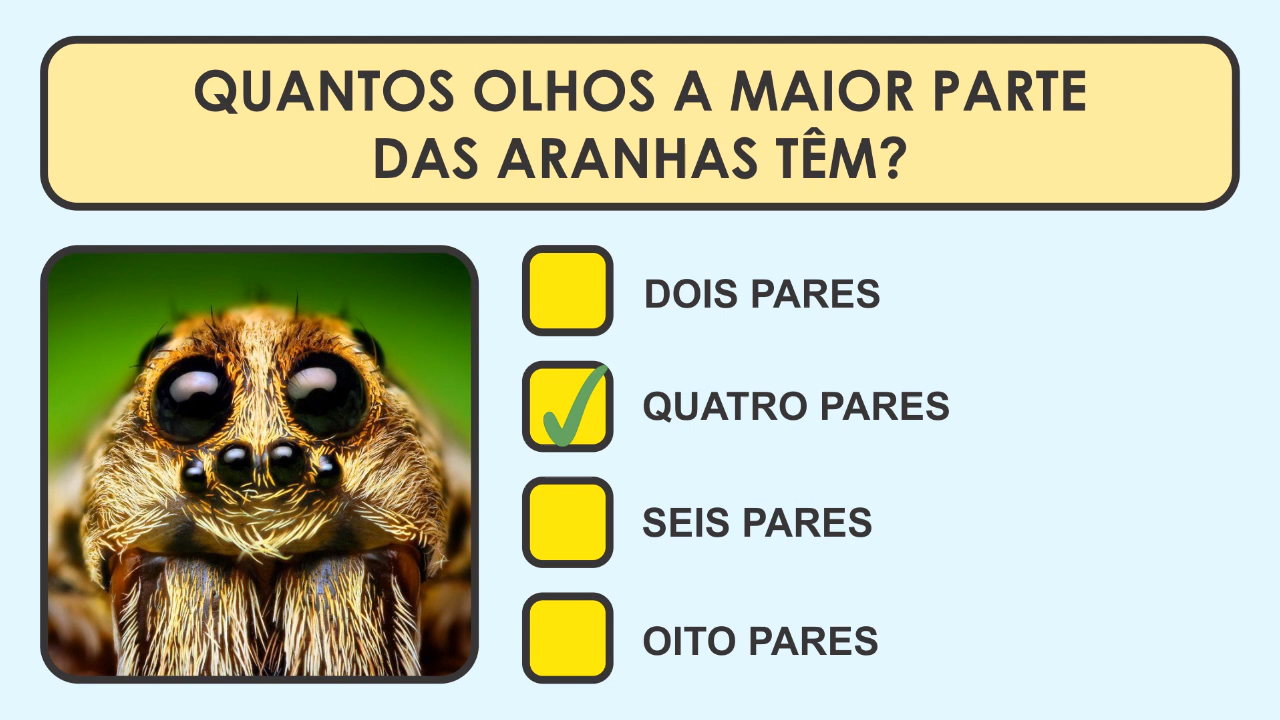 QUANTOS OLHOS A MAIOR PARTE
DAS ARANHAS TÊM?
DOIS PARES
QUATRO PARES
SEIS PARES
OITO PARES